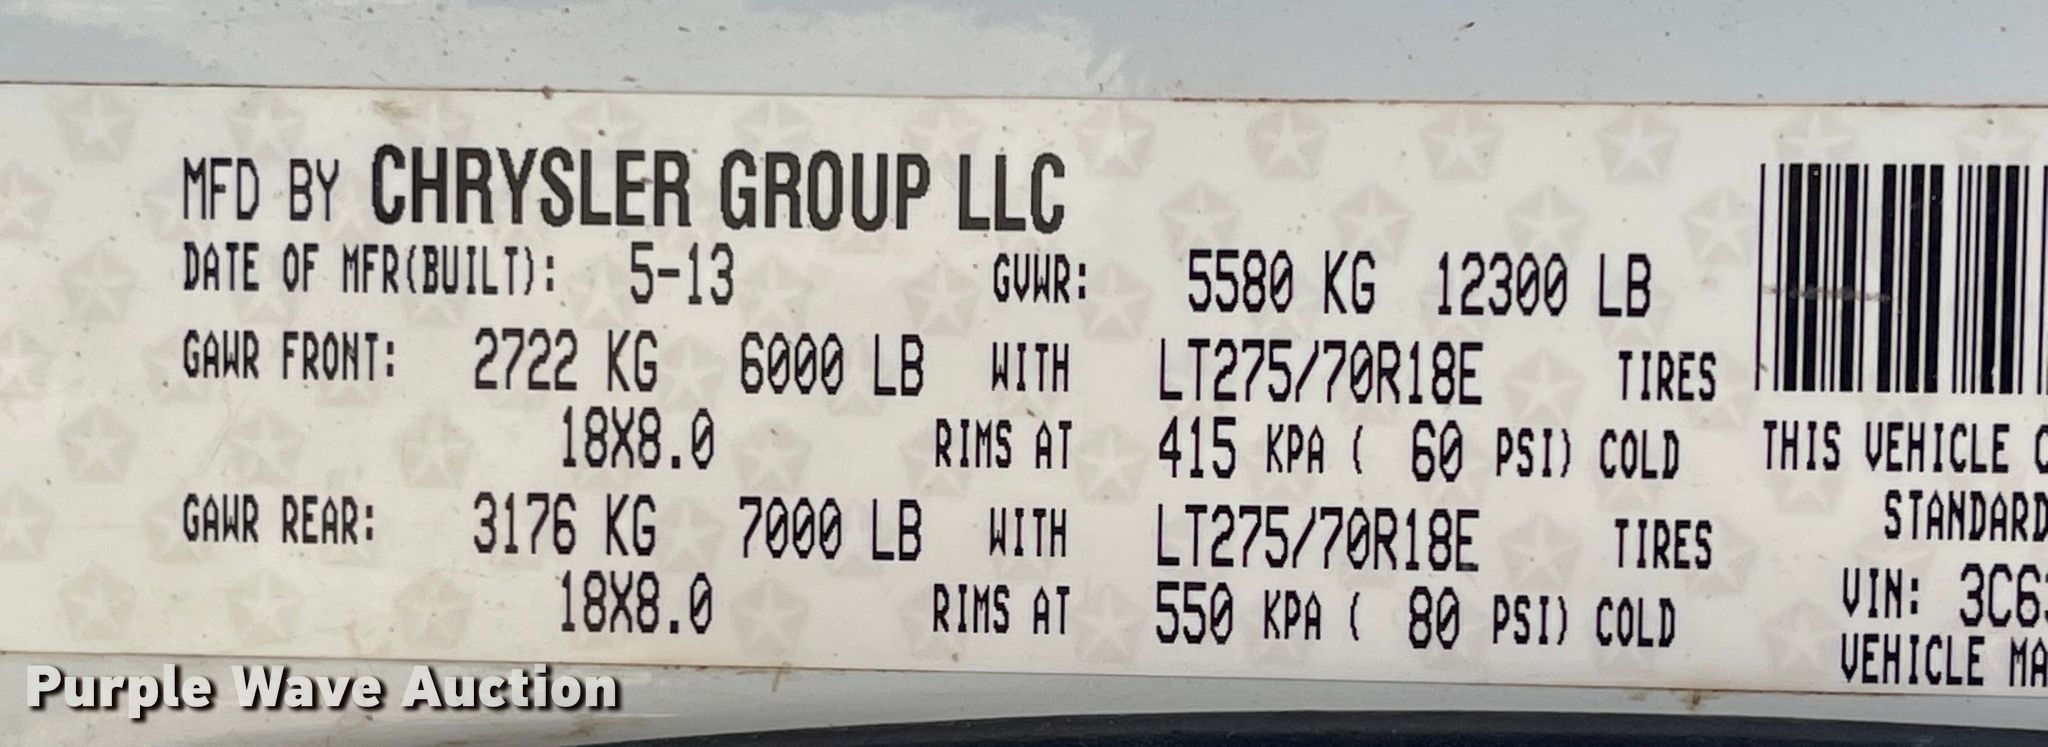 MFD BY CHRYSLER GROUP LLC
DATE OF MFR(BUILT): 5-13 GVWR: 5580 KG 12300 LB
GAWR FRONT: 2722 KG 6000 LB WITH LT275/70R18E TIRES
18X8.0 RIMS AT 415 KPA ( 60 PSI) COLD
GAWR REAR: 3176 KG 7000 LB WITH LT275/70R18E TIRES
18X8.0 RIMS AT 550 KPA ( 80 PSI) COLD
THIS VEHICLE
STANDARD
VIN: 3C6
VEHICLE MA
Purple Wave Auction